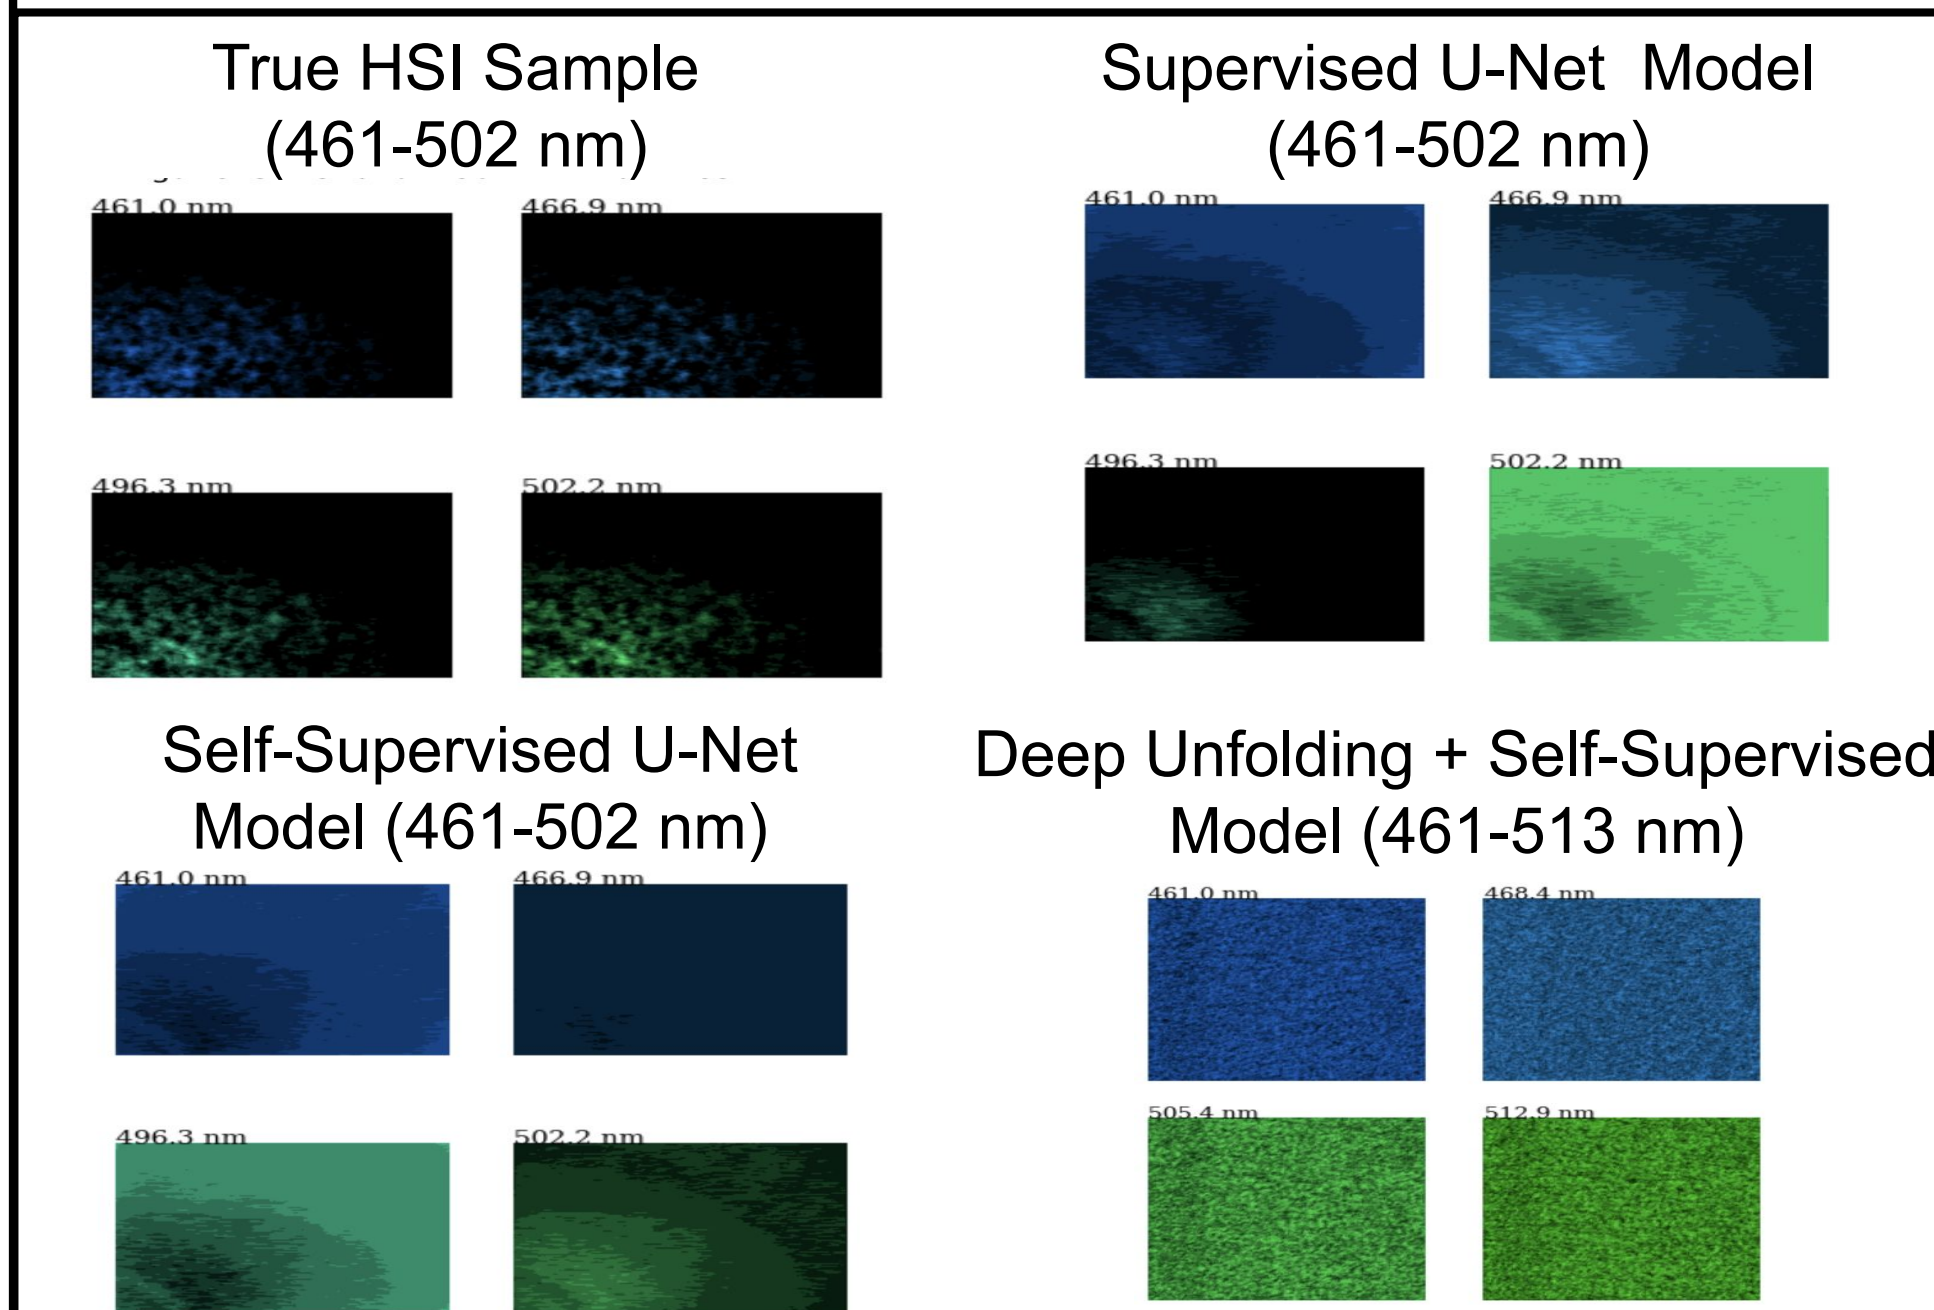 True HSI Sample
(461-502 nm)
461.0 nm
466.9 nm
496.3 nm
502.2 nm
Supervised U-Net Model
(461-502 nm)
461.0 nm
466.9 nm
496.3 nm
502.2 nm
Self-Supervised U-Net
Model (461-502 nm)
461.0 nm
466.9 nm
496.3 nm
502.2 nm
Deep Unfolding + Self-Supervised
Model (461-513 nm)
461.0 nm
468.4 nm
505.4 nm
512.9 nm